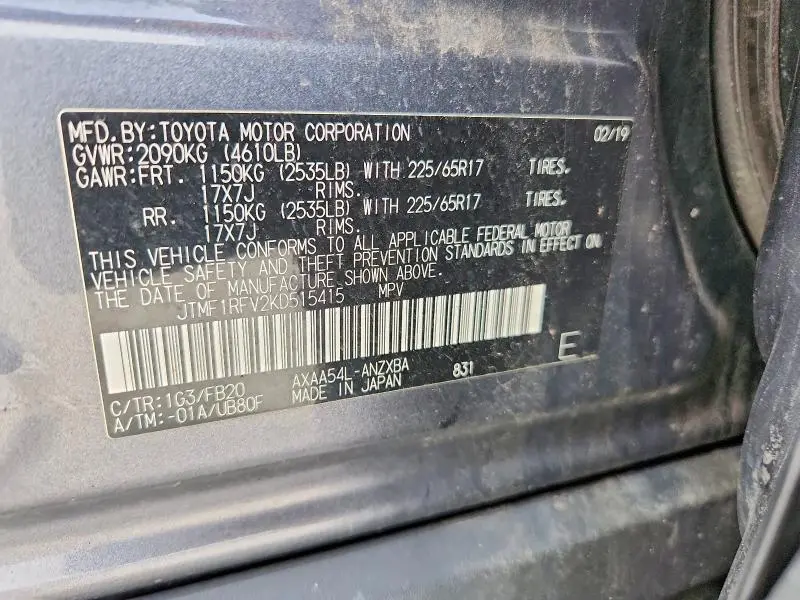 MFD.BY:TOYOTA MOTOR CORPORATION 02/19
GVWR:2090KG (4610LB)
GAWR:FRT. 1150KG (2535LB) WITH 225/65R17 TIRES.
17X7J RIMS.
RR. 1150KG (2535LB) WITH 225/65R17 TIRES.
17X7J RIMS.
THIS VEHICLE CONFORMS TO ALL APPLICABLE FEDERAL MOTOR
VEHICLE SAFETY AND THEFT PREVENTION STANDARDS IN EFFECT ON
THE DATE OF MANUFACTURE SHOWN ABOVE.
JTMF1RFV2KD515415 MPV
C/TR:1G3/FB20 AXAA54L-ANZXBA 831 E
A/TM:-01A/UB80F MADE IN JAPAN